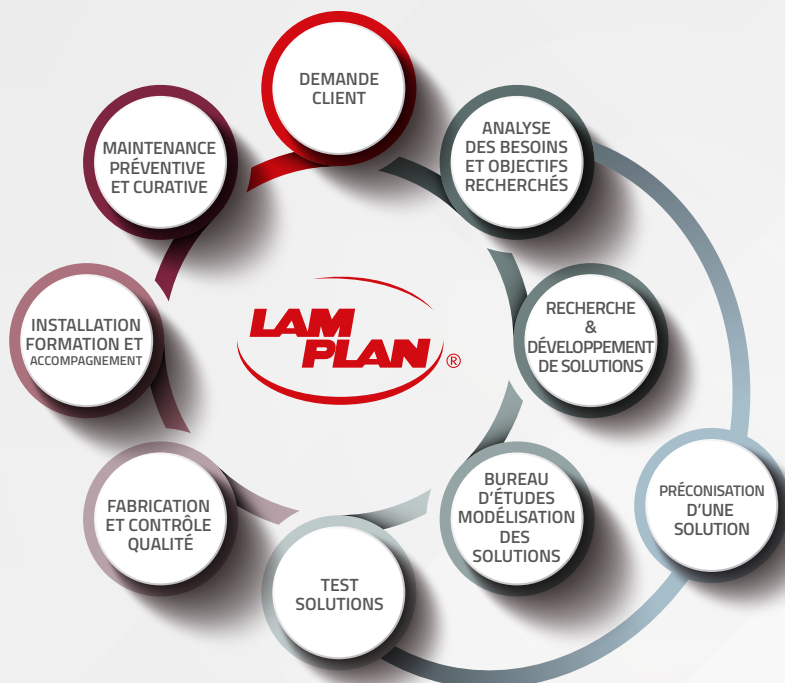 DEMANDE
CLIENT
ANALYSE
DES BESOINS
ET OBJECTIFS
RECHERCHÉS
RECHERCHE
&
DÉVELOPPEMENT
DE SOLUTIONS
PRÉCONISATION
D'UNE
SOLUTION
BUREAU
D'ÉTUDES
MODÉLISATION
DES
SOLUTIONS
TEST
SOLUTIONS
FABRICATION
ET CONTRÔLE
QUALITÉ
INSTALLATION
FORMATION ET
ACCOMPAGNEMENT
MAINTENANCE
PRÉVENTIVE
ET CURATIVE
LAM
PLAN ®